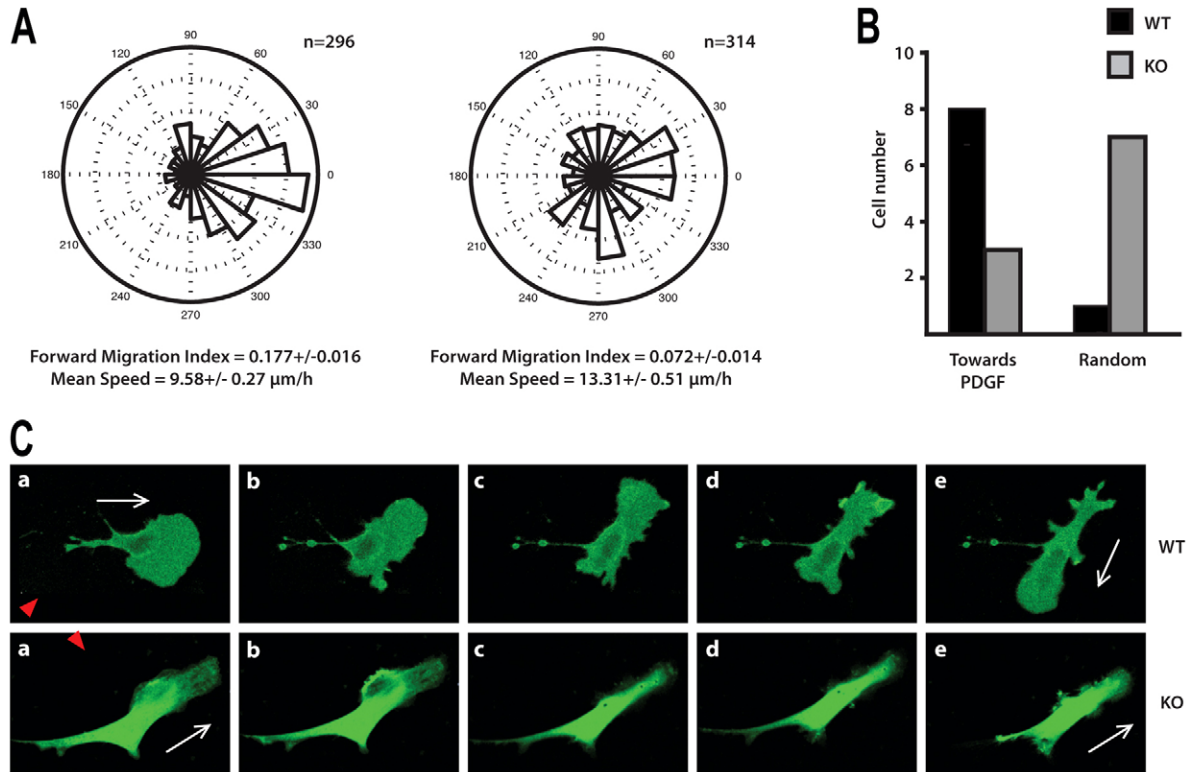 A
n=296
90
120
60
150
30
180
0
210
330
240
300
270
Forward Migration Index = 0.177+/-0.016
Mean Speed = 9.58+/- 0.27 µm/h
n=314
90
120
60
150
30
180
0
210
330
240
300
270
Forward Migration Index = 0.072+/-0.014
Mean Speed = 13.31+/- 0.51 µm/h
B
WT
KO
Cell number
10
8
6
4
2
Towards
PDGF
Random
C
a
b
c
d
e
WT
a
b
c
d
e
KO